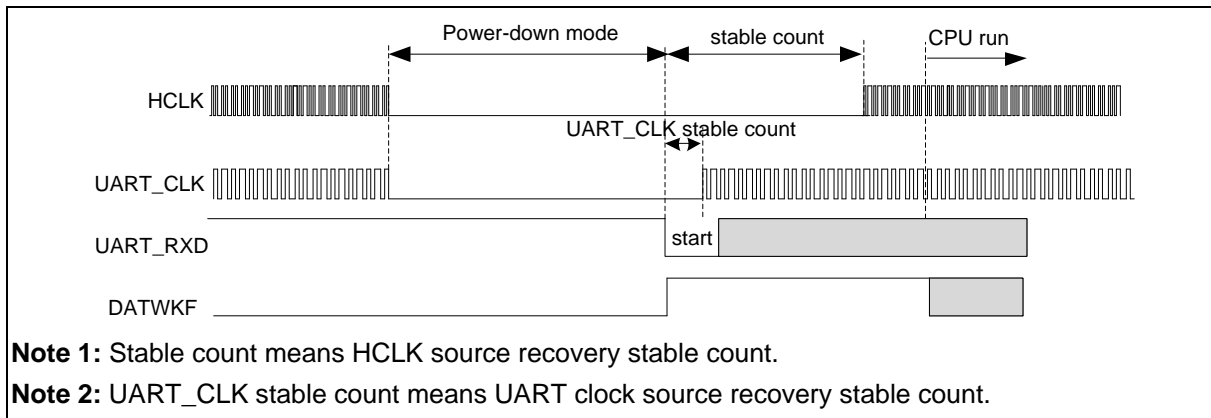 Power-down mode
stable count
CPU run
HCLK
UART_CLK stable count
UART_CLK
UART_RXD
start
DATWKF
Note 1: Stable count means HCLK source recovery stable count.
Note 2: UART_CLK stable count means UART clock source recovery stable count.